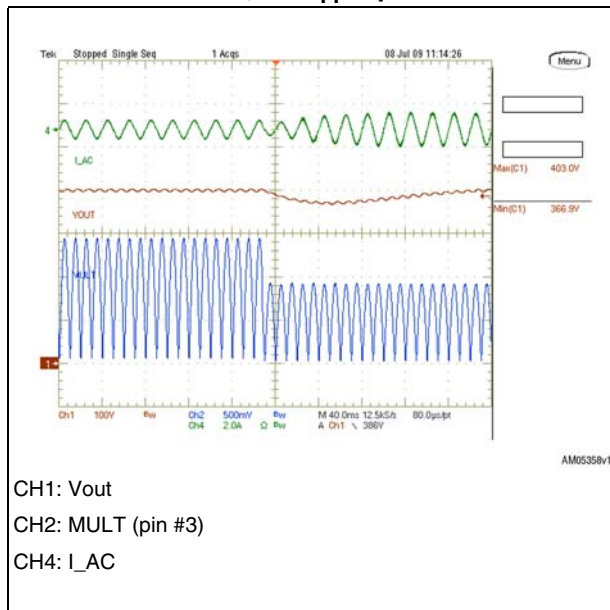 Tek Stopped Single Seq 1 Acqs 08 Jul 09 11:14:26
Menu
4
I_AC
Max(C1) 403.0V
VOUT
Min(C1) 366.9V
MULT
1
Ch1 100V Bw Ch2 500mV Bw M 40.0ms 12.5kS/s 80.0µs/pt
Ch4 2.0A Ω Bw A Ch1 \ 386V
AM05358v1
CH1: Vout
CH2: MULT (pin #3)
CH4: I_AC